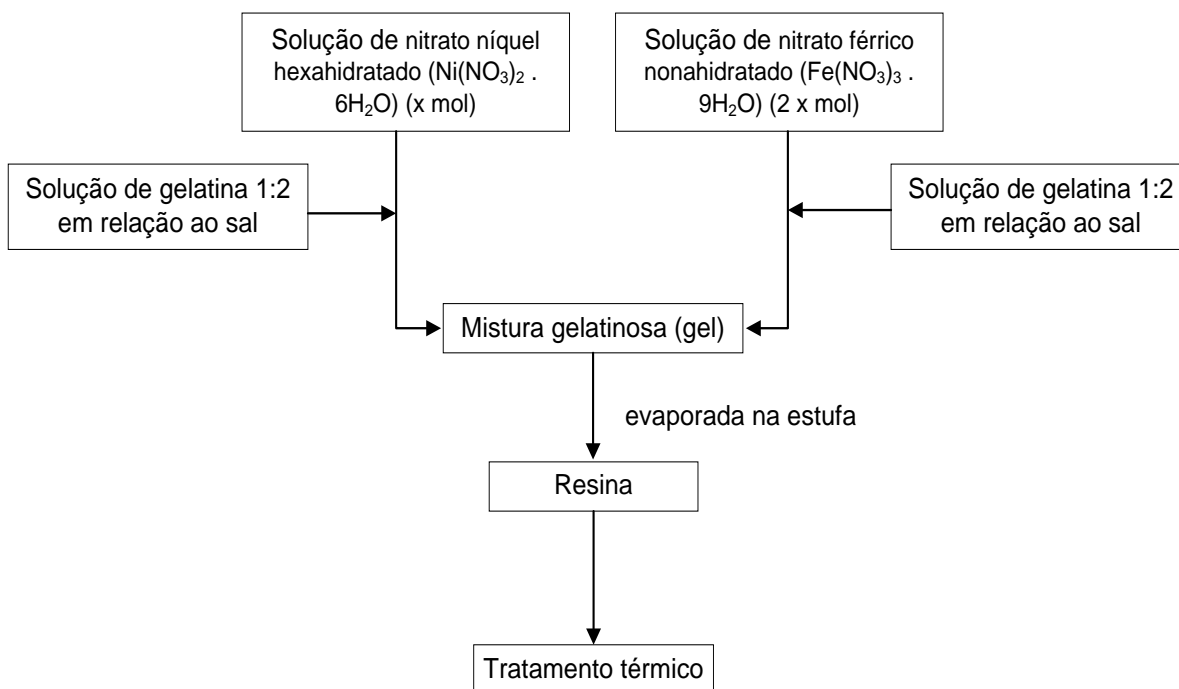 Solução de nitrato níquel
hexahidratado (Ni(NO₃)₂ .
6H₂O) (x mol)
Solução de nitrato férrico
nonahidratado (Fe(NO₃)₃ .
9H₂O) (2 x mol)
Solução de gelatina 1:2
em relação ao sal
Solução de gelatina 1:2
em relação ao sal
Mistura gelatinosa (gel)
evaporada na estufa
Resina
Tratamento térmico